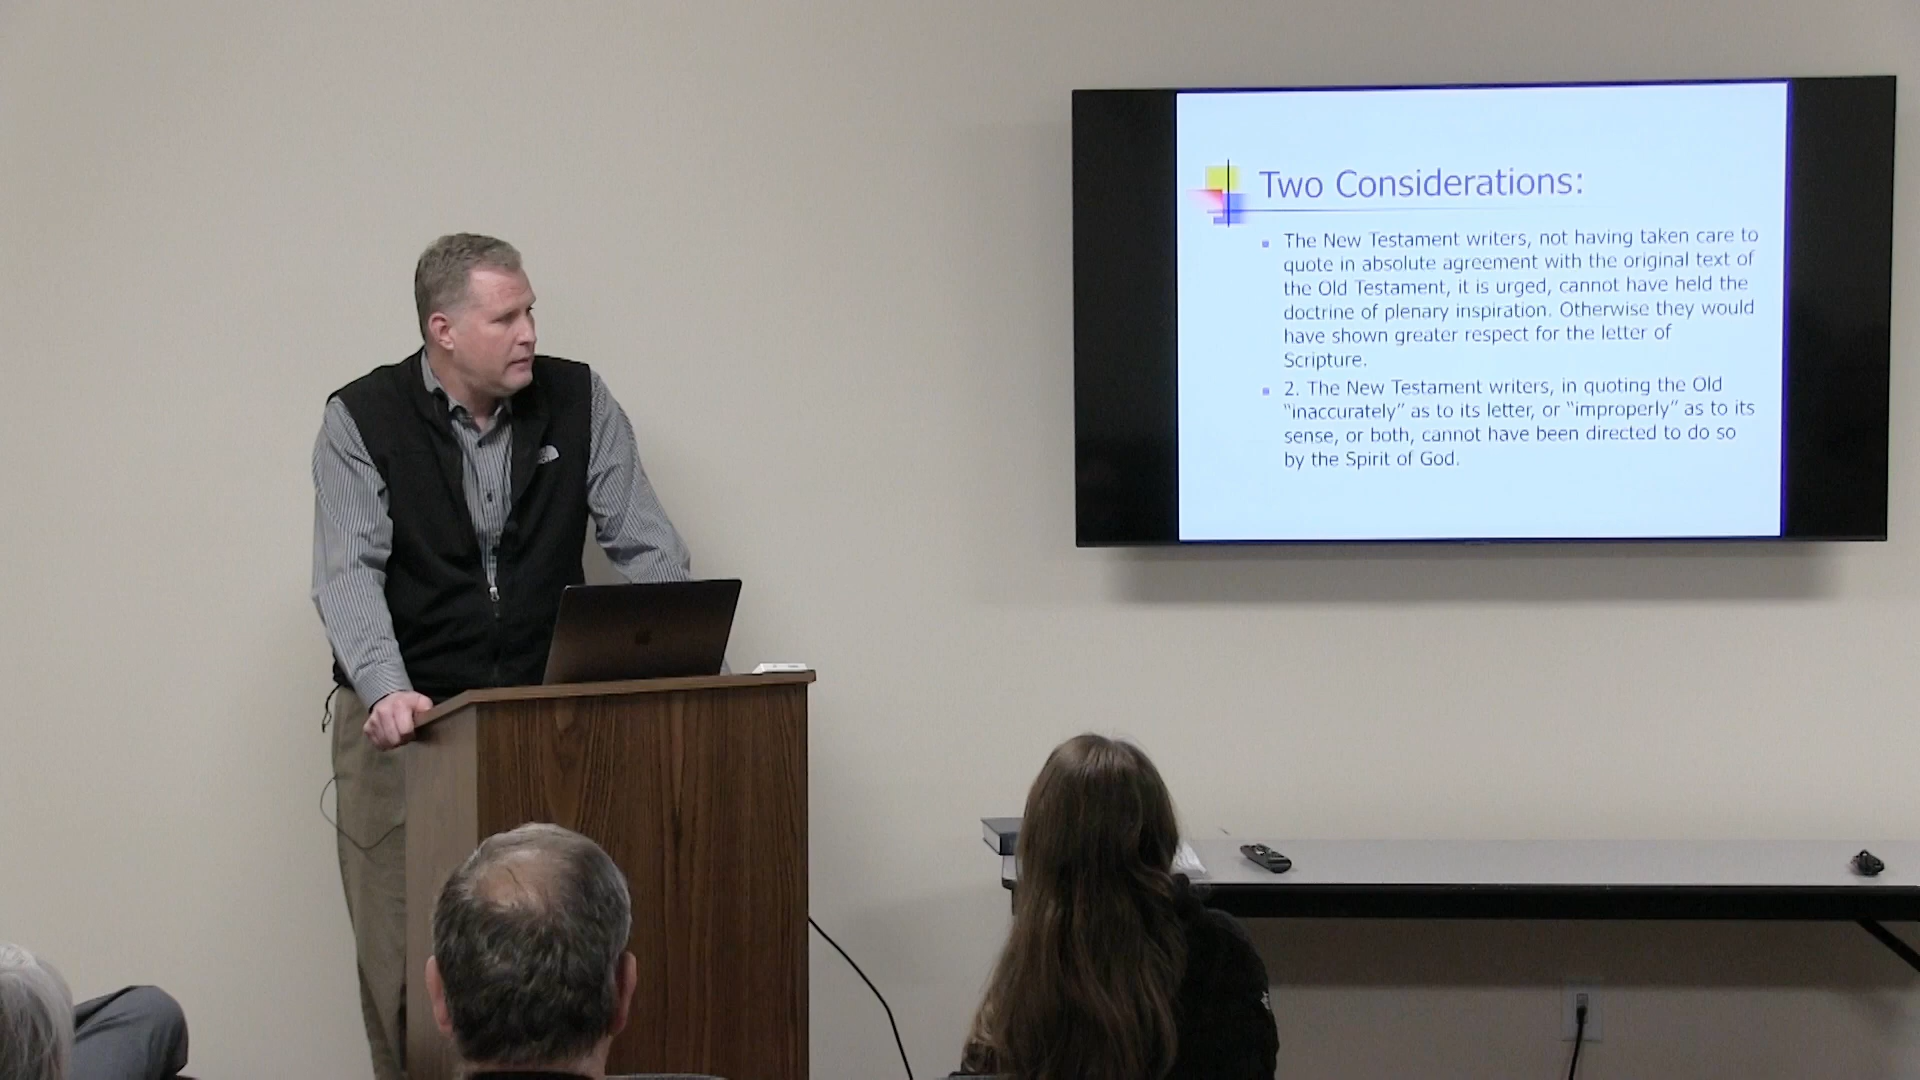 Two Considerations:
The New Testament writers, not having taken care to
quote in absolute agreement with the original text of
the Old Testament, it is urged, cannot have held the
doctrine of plenary inspiration. Otherwise they would
have shown greater respect for the letter of
Scripture.
2. The New Testament writers, in quoting the Old
"inaccurately" as to its letter, or "improperly" as to its
sense, or both, cannot have been directed to do so
by the Spirit of God.